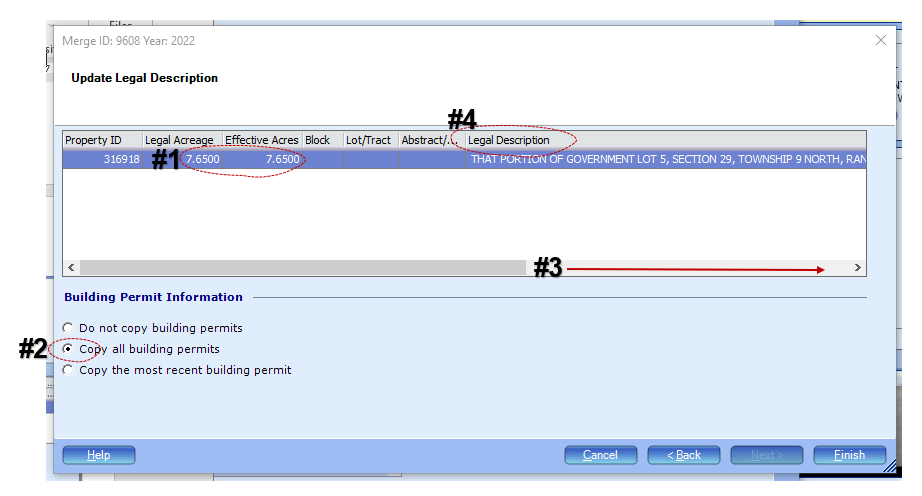 Files
Merge ID: 9608 Year: 2022
Update Legal Description
#4
Property ID Legal Acreage Effective Acres Block Lot/Tract Abstract/... Legal Description
316918 #1 7.6500 7.6500 THAT PORTION OF GOVERNMENT LOT 5, SECTION 29, TOWNSHIP 9 NORTH, RAN
#3
Building Permit Information
Do not copy building permits
#2 Copy all building permits
Copy the most recent building permit
Help Cancel < Back Next > Finish